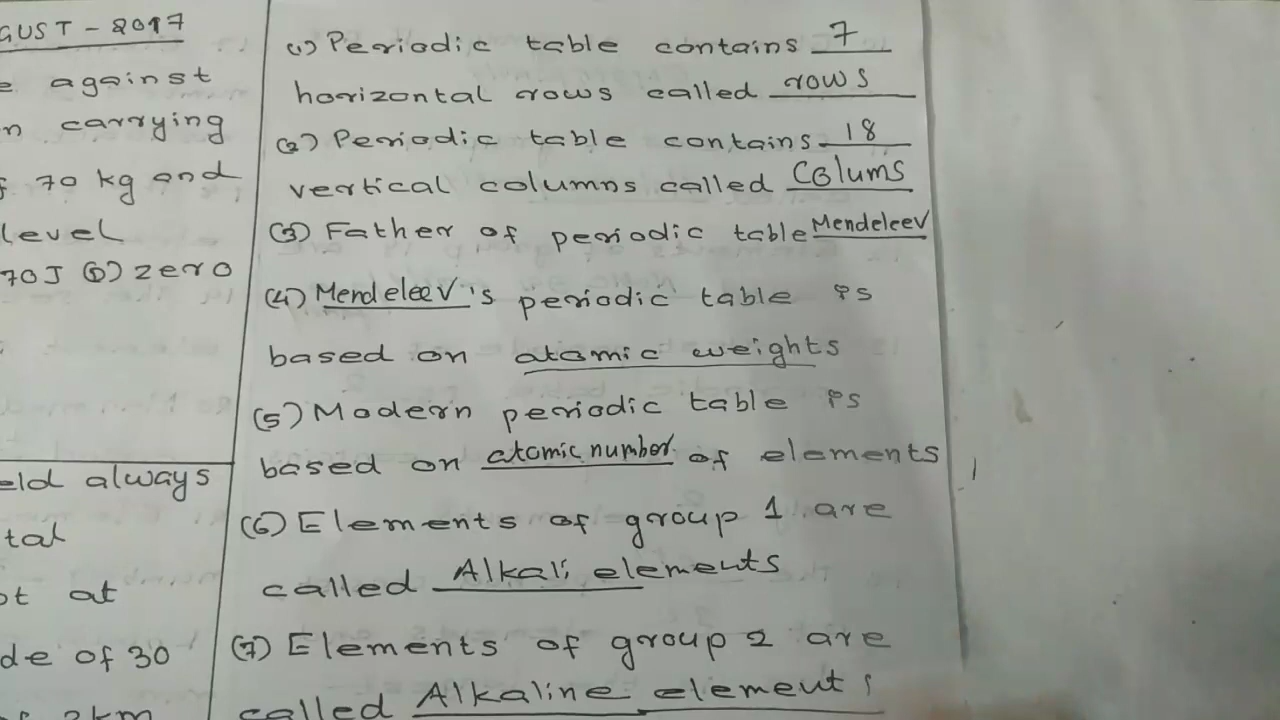 GUST - 2017
e against
n carrying
70 kg and
level
70J (D) zero
eld always
tal
ot at
de of 30
2km
(1) Periodic table contains 7
horizontal rows called rows
(2) Periodic table contains 18
vertical columns called Colums
(3) Father of periodic table Mendeleev
(4) Mendeleev's periodic table is
based on atomic weights
(5) Modern periodic table is
based on atomic number of elements
(6) Elements of group 1 are
called Alkali elements
(7) Elements of group 2 are
called Alkaline elements